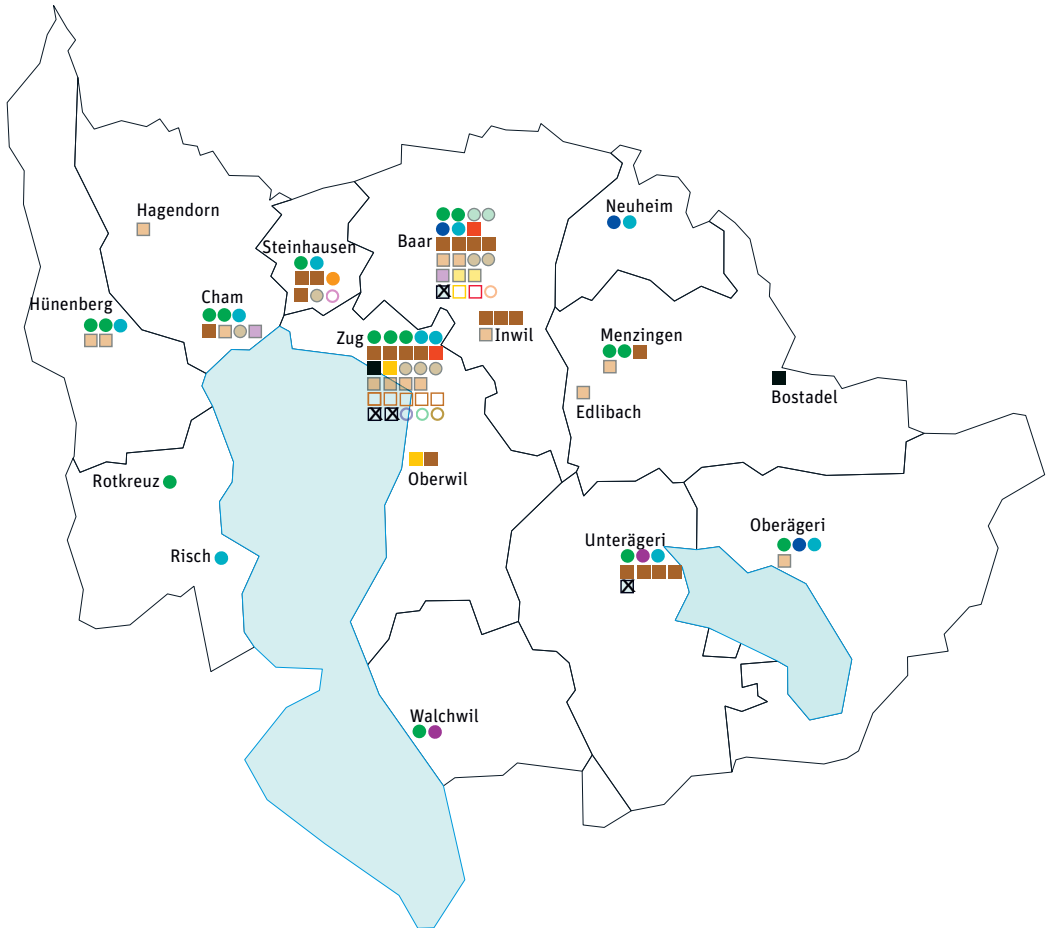 Hagendorn
Neuheim
Baar
Steinhausen
Cham
Hünenberg
Zug
Inwil
Menzingen
Bostadel
Edlibach
Oberwil
Rotkreuz
Oberägeri
Unterägeri
Risch
Walchwil